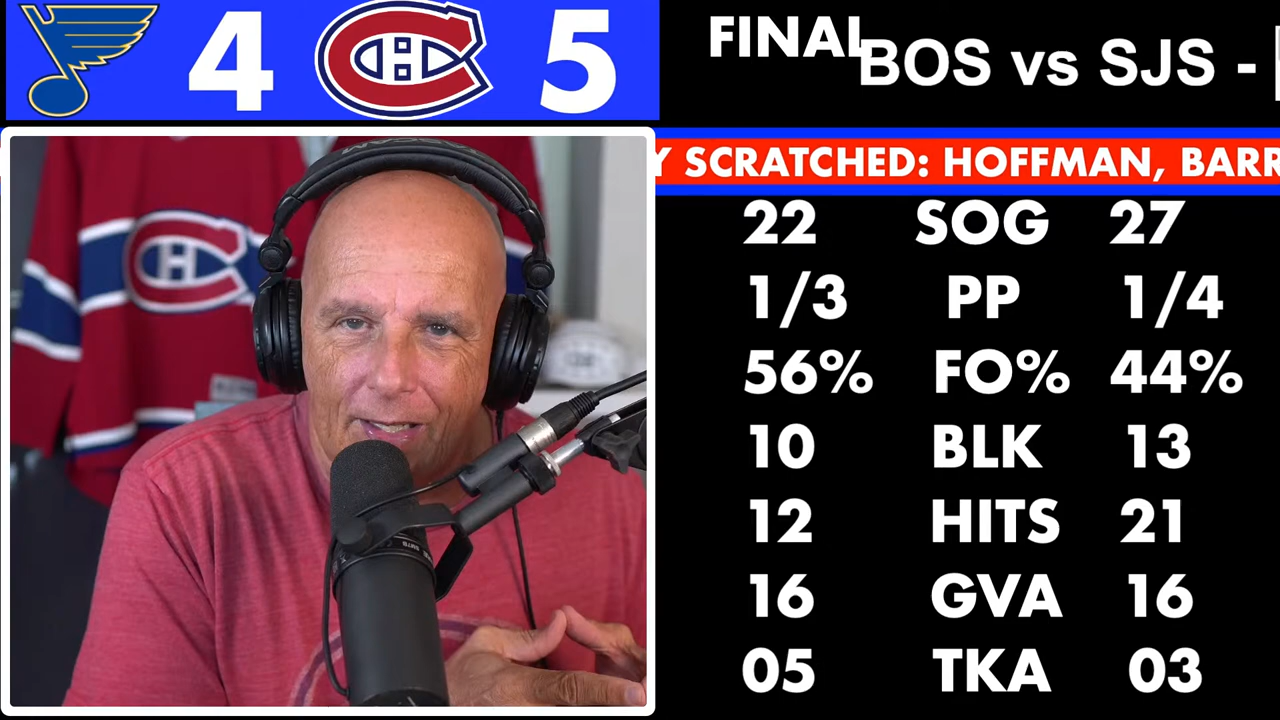 4 5 FINAL BOS vs SJS -
Y SCRATCHED: HOFFMAN, BARR
22 SOG 27
1/3 PP 1/4
56% FO% 44%
10 BLK 13
12 HITS 21
16 GVA 16
05 TKA 03